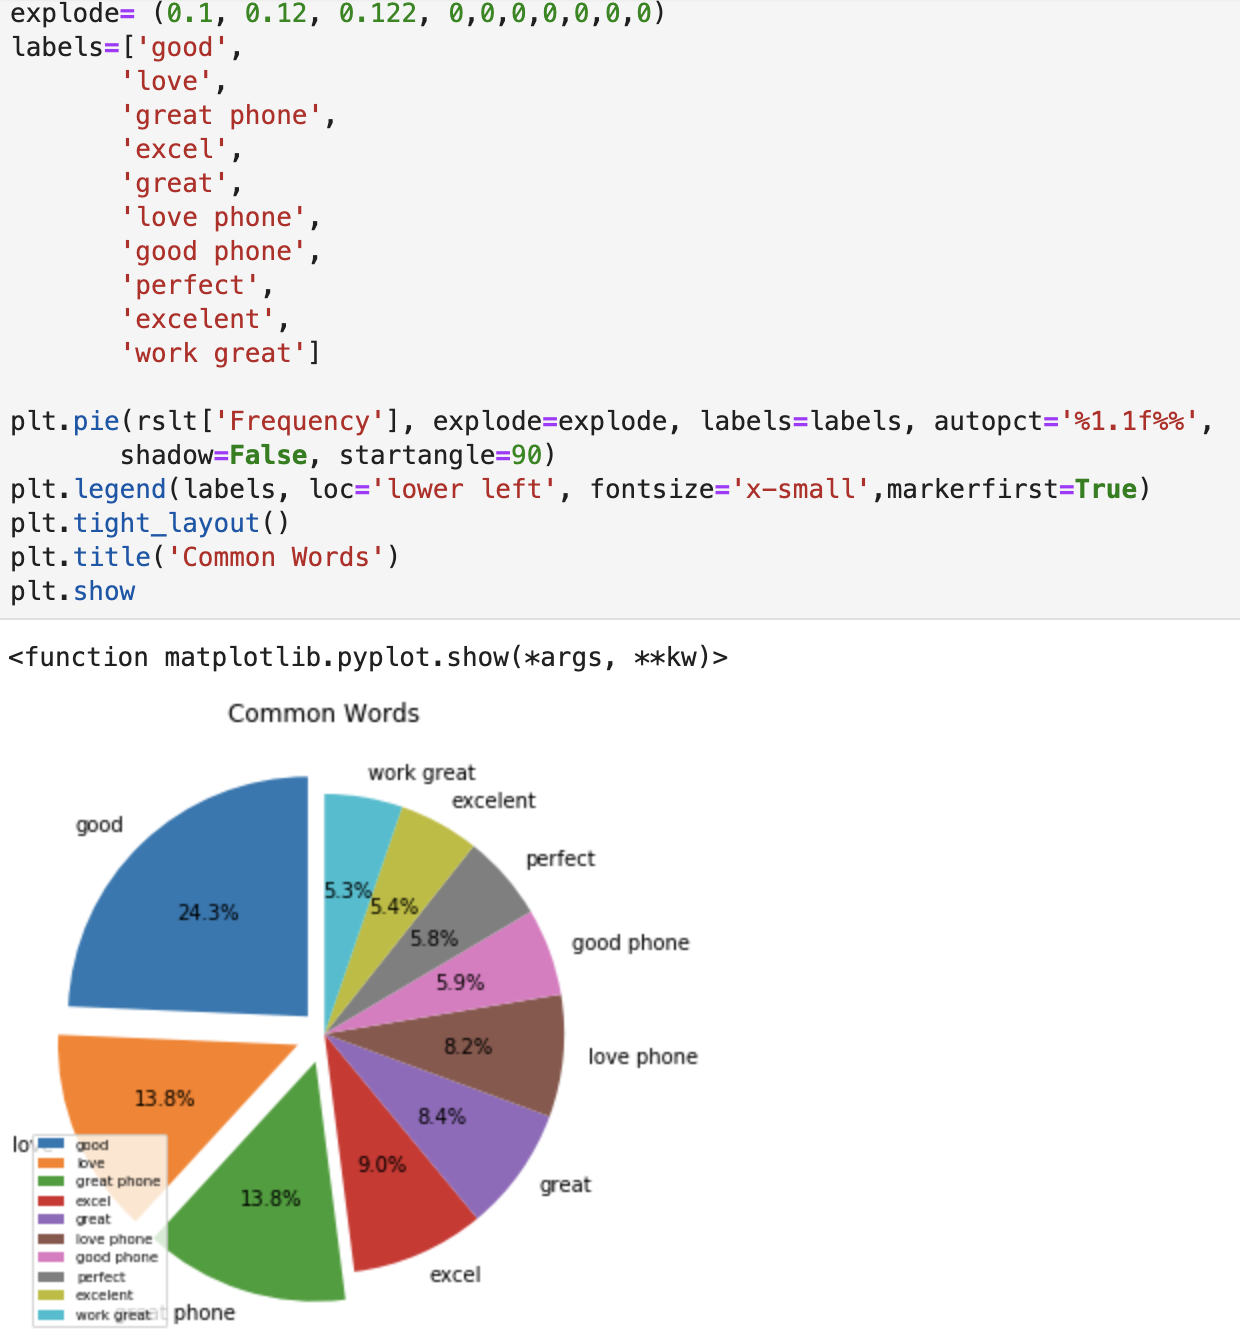 explode= (0.1, 0.12, 0.122, 0,0,0,0,0,0,0)
labels=['good',
'love',
'great phone',
'excel',
'great',
'love phone',
'good phone',
'perfect',
'excelent',
'work great']
plt.pie(rslt['Frequency'], explode=explode, labels=labels, autopct='%1.1f%%',
shadow=False, startangle=90)
plt.legend(labels, loc='lower left', fontsize='x-small',markerfirst=True)
plt.tight_layout()
plt.title('Common Words')
plt.show
<function matplotlib.pyplot.show(*args, **kw)>
Common Words
work great
excelent
good
perfect
5.3%
5.4%
24.3%
5.8%
good phone
5.9%
8.2%
love phone
13.8%
8.4%
9.0%
great
13.8%
excel
good
love
great phone
excel
great
love phone
good phone
perfect
excelent
work great
phone